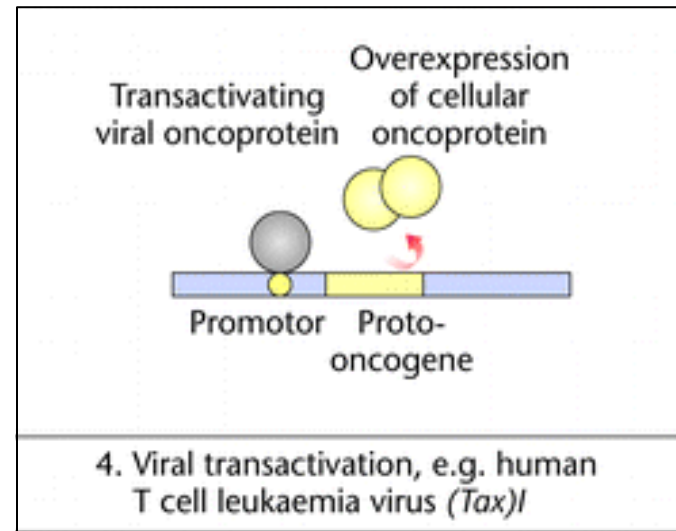 Transactivating
viral oncoprotein
Overexpression
of cellular
oncoprotein
Promotor
Proto-
oncogene
4. Viral transactivation, e.g. human
T cell leukaemia virus (Tax)I